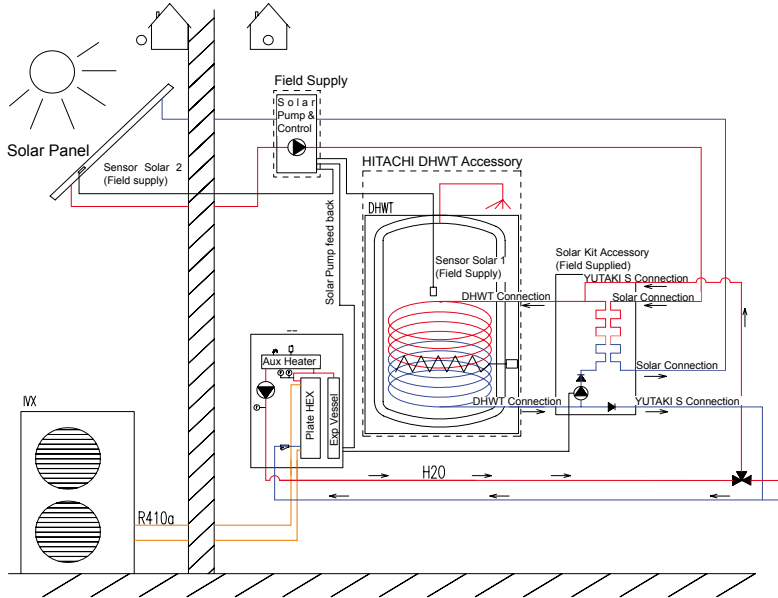 Field Supply
Solar
Pump &
Control
Solar Panel
Sensor Solar 2
(Field supply)
HITACHI DHWT Accessory
DHWT
Solar Pump feed back
Sensor Solar 1
(Field Supply)
Solar Kit Accessory
(Field Supplied)
YUTAKI S Connection
DHWT Connection
Solar Connection
Solar Connection
DHWT Connection
YUTAKI S Connection
--
Aux Heater
Plate HEX
Exp Vessel
IVX
H2O
R410a